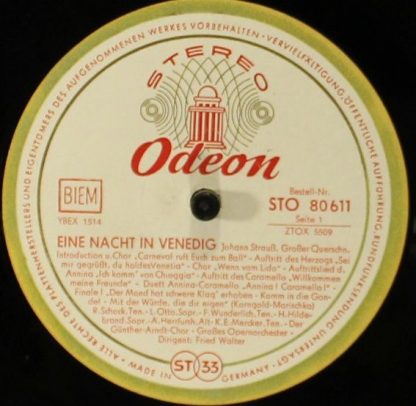 ALLE RECHTE DES PLATTENHERSTELLERS UND EIGENTÜMERS DES AUFGENOMMENEN WERKES VORBEHALTEN · VERVIELFÄLTIGUNG, ÖFFENTLICHE AUFFÜHRUNG, RUNDFUNKSENDUNG UNTERSAGT ·
STEREO
Odeon
BIEM
YBEX 1514
Bestell-Nr.
STO 80611
Seite 1
ZTOX 5509
EINE NACHT IN VENEDIG Johann Strauß, Großer Querschn.
Introduction u. Chor „Carneval ruft Euch zum Ball" - Auftritt des Herzogs „Sei
mir gegrüßt, du holdes Venezia" - Chor „Wenn vom Lido" - Auftrittslied d.
Annina „Ich komm' von Chioggia" - Auftritt des Caramello „Willkommen
meine Freunde" - Duett Annina-Caramello „Annina! Caramello!" -
Finale I „Der Mond hat schwere Klag' erhoben - Komm in die Gon-
del - Mit der Würde, die dir eigen" (Korngold-Marischka)
R. Schock, Ten. - L. Otto, Sopr. - F. Wunderlich, Ten. - H. Hilde-
brand, Sopr. - A. Herrfurth, Alt - K. E. Mercker, Ten. - Der
Günther-Arndt-Chor - Großes Opernorchester -
Dirigent: Fried Walter
ST 33
MADE IN GERMANY